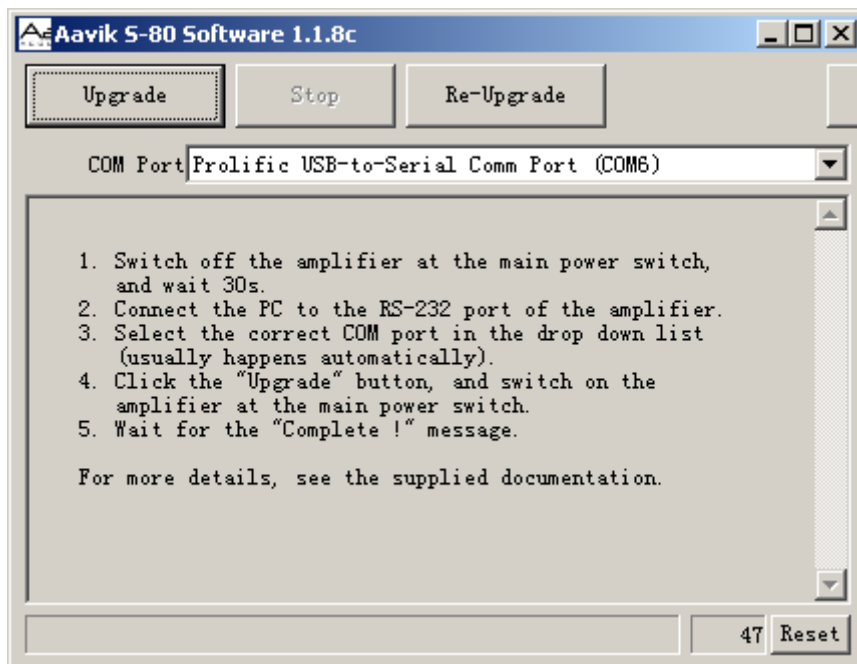 Aavik S-80 Software 1.1.8c
Upgrade Stop Re-Upgrade
COM Port Prolific USB-to-Serial Comm Port (COM6)
1. Switch off the amplifier at the main power switch,
and wait 30s.
2. Connect the PC to the RS-232 port of the amplifier.
3. Select the correct COM port in the drop down list
(usually happens automatically).
4. Click the "Upgrade" button, and switch on the
amplifier at the main power switch.
5. Wait for the "Complete !" message.
For more details, see the supplied documentation.
47 Reset